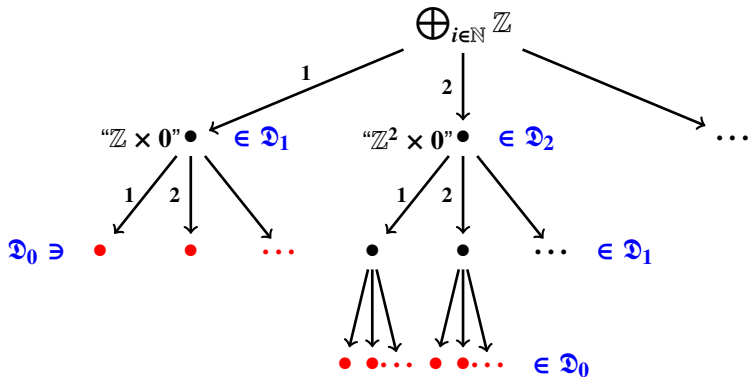 ⊕_{i∈ℕ} ℤ
1 2
“ℤ × 0” ∈ 𝔇₁ “ℤ² × 0” ∈ 𝔇₂ ...
1 2 1 2
𝔇₀ ∋ ... ... ∈ 𝔇₁
... ... ∈ 𝔇₀